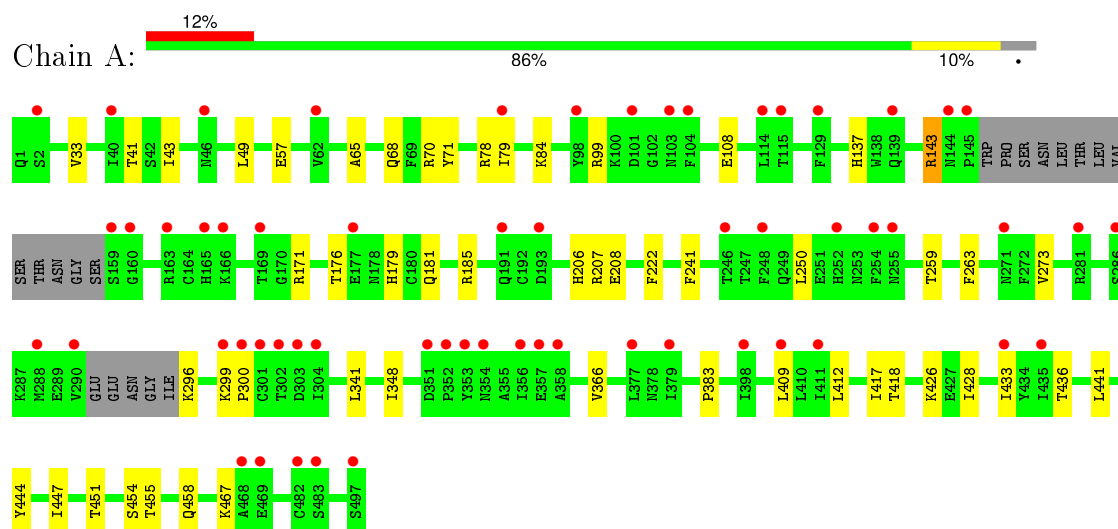 12%
Chain A:
86% 10% •
Q1 S2 V33 I40 T41 S42 I43 N46 L49 E57 V62 A65 Q68 F69 R70 Y71 R78 I79 K84 Y98 R99 K100 D101 G102 N103 F104 E108 L114 T115 F129 H137 W138 Q139 R143 N144 P145 TRP PRO SER ASN LEU THR LEU VAL
SER THR ASN GLY SER S159 G160 R163 C164 H165 K166 T169 G170 R171 T176 E177 N178 H179 C180 Q181 R185 Q191 C192 D193 H206 R207 E208 F222 F241 T246 T247 F248 Q249 L250 E251 H252 N253 F254 N255 T259 F263 N271 F272 V273 R281 S286
K287 M288 E289 V290 GLU GLU ASN GLY ILE K296 K299 P300 C301 T302 D303 I304 L341 I348 D351 P352 Y353 N354 A355 I356 E357 A358 V366 L377 N378 I379 P383 I398 L409 L410 I411 L412 I417 T418 K426 E427 I428 I433 Y434 I435 T436 L441
Y444 I447 T451 S454 T455 Q458 K467 A468 E469 C482 S483 S497